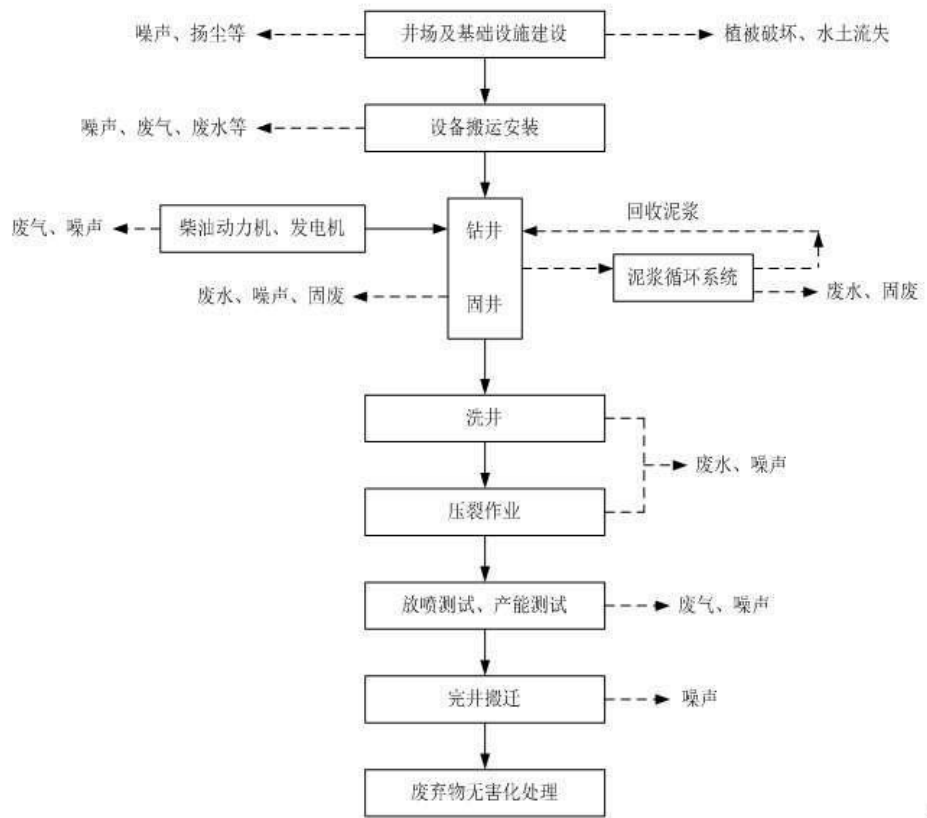 噪声、扬尘等
井场及基础设施建设
植被破坏、水土流失
噪声、废气、废水等
设备搬运安装
废气、噪声
柴油动力机、发电机
钻井
回收泥浆
泥浆循环系统
废水、噪声、固废
固井
废水、固废
洗井
废水、噪声
压裂作业
放喷测试、产能测试
废气、噪声
完井搬迁
噪声
废弃物无害化处理